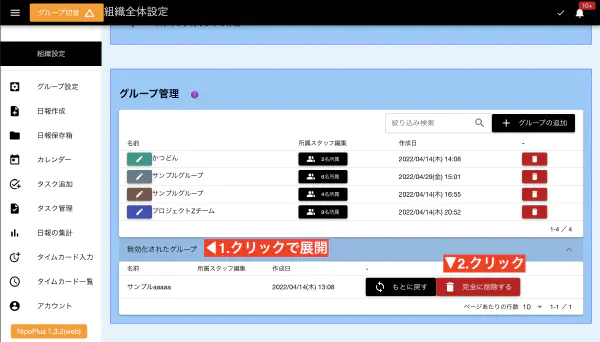 グループ切替
組織全体設定
10+
組織設定
グループ設定
日報作成
日報保存箱
カレンダー
タスク追加
タスク管理
日報の集計
タイムカード入力
タイムカード一覧
アカウント
NipoPlus 1.3.2(web)
グループ管理
絞り込み検索
グループの追加
名前 所属スタッフ編集 作成日 -
かつどん 2名所属 2022/04/14(木) 14:08
サンプルグループ 6名所属 2022/04/29(金) 15:01
サンプルグループ 4名所属 2022/04/14(木) 16:55
プロジェクトZチーム 9名所属 2022/04/14(木) 20:52
1-4 / 4
無効化されたグループ ◀1.クリックで展開
▼2.クリック
名前 所属スタッフ編集 作成日 -
サンプルaaaaa 2022/04/14(木) 13:08 もとに戻す 完全に削除する
ページあたりの行数 10 1-1 / 1